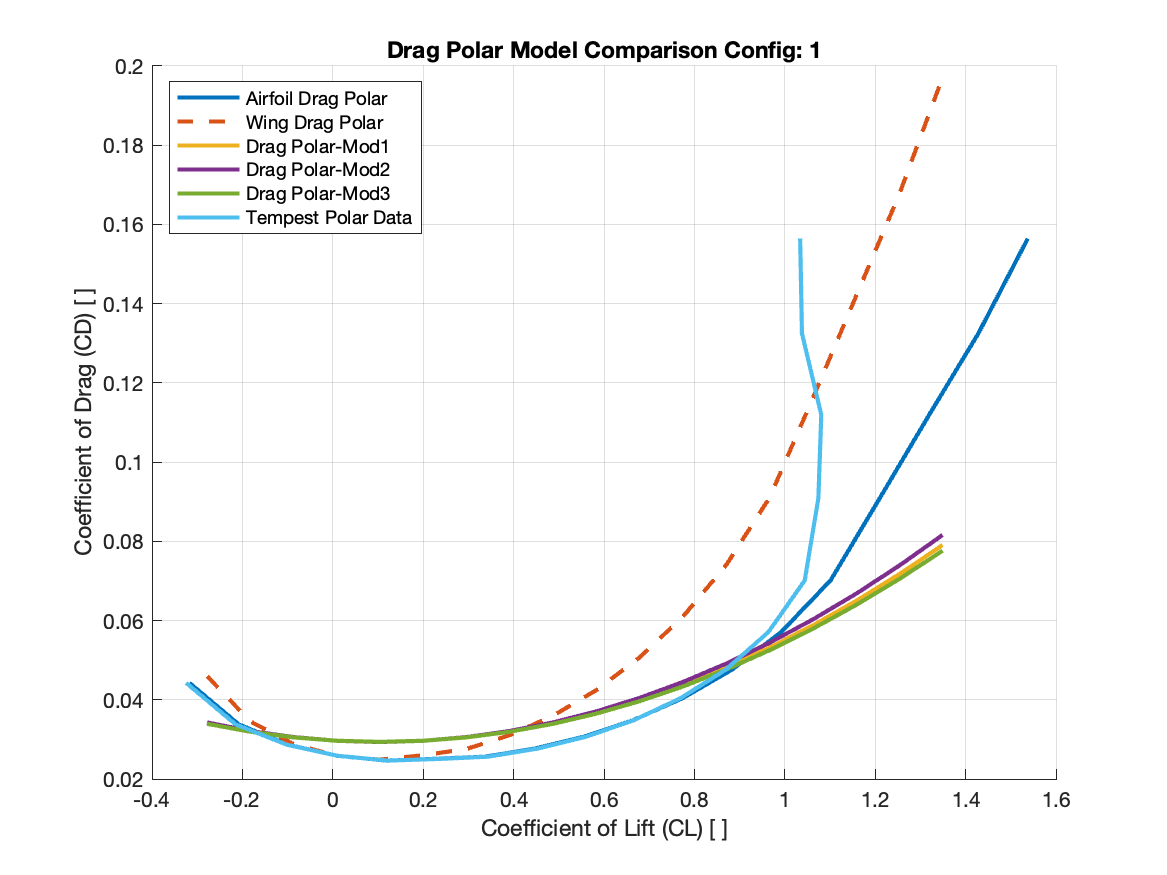 Drag Polar Model Comparison Config: 1
Airfoil Drag Polar
Wing Drag Polar
Drag Polar-Mod1
Drag Polar-Mod2
Drag Polar-Mod3
Tempest Polar Data
0.2
0.18
0.16
0.14
0.12
0.1
0.08
0.06
0.04
0.02
Coefficient of Drag (CD) [ ]
-0.4 -0.2 0 0.2 0.4 0.6 0.8 1 1.2 1.4 1.6
Coefficient of Lift (CL) [ ]